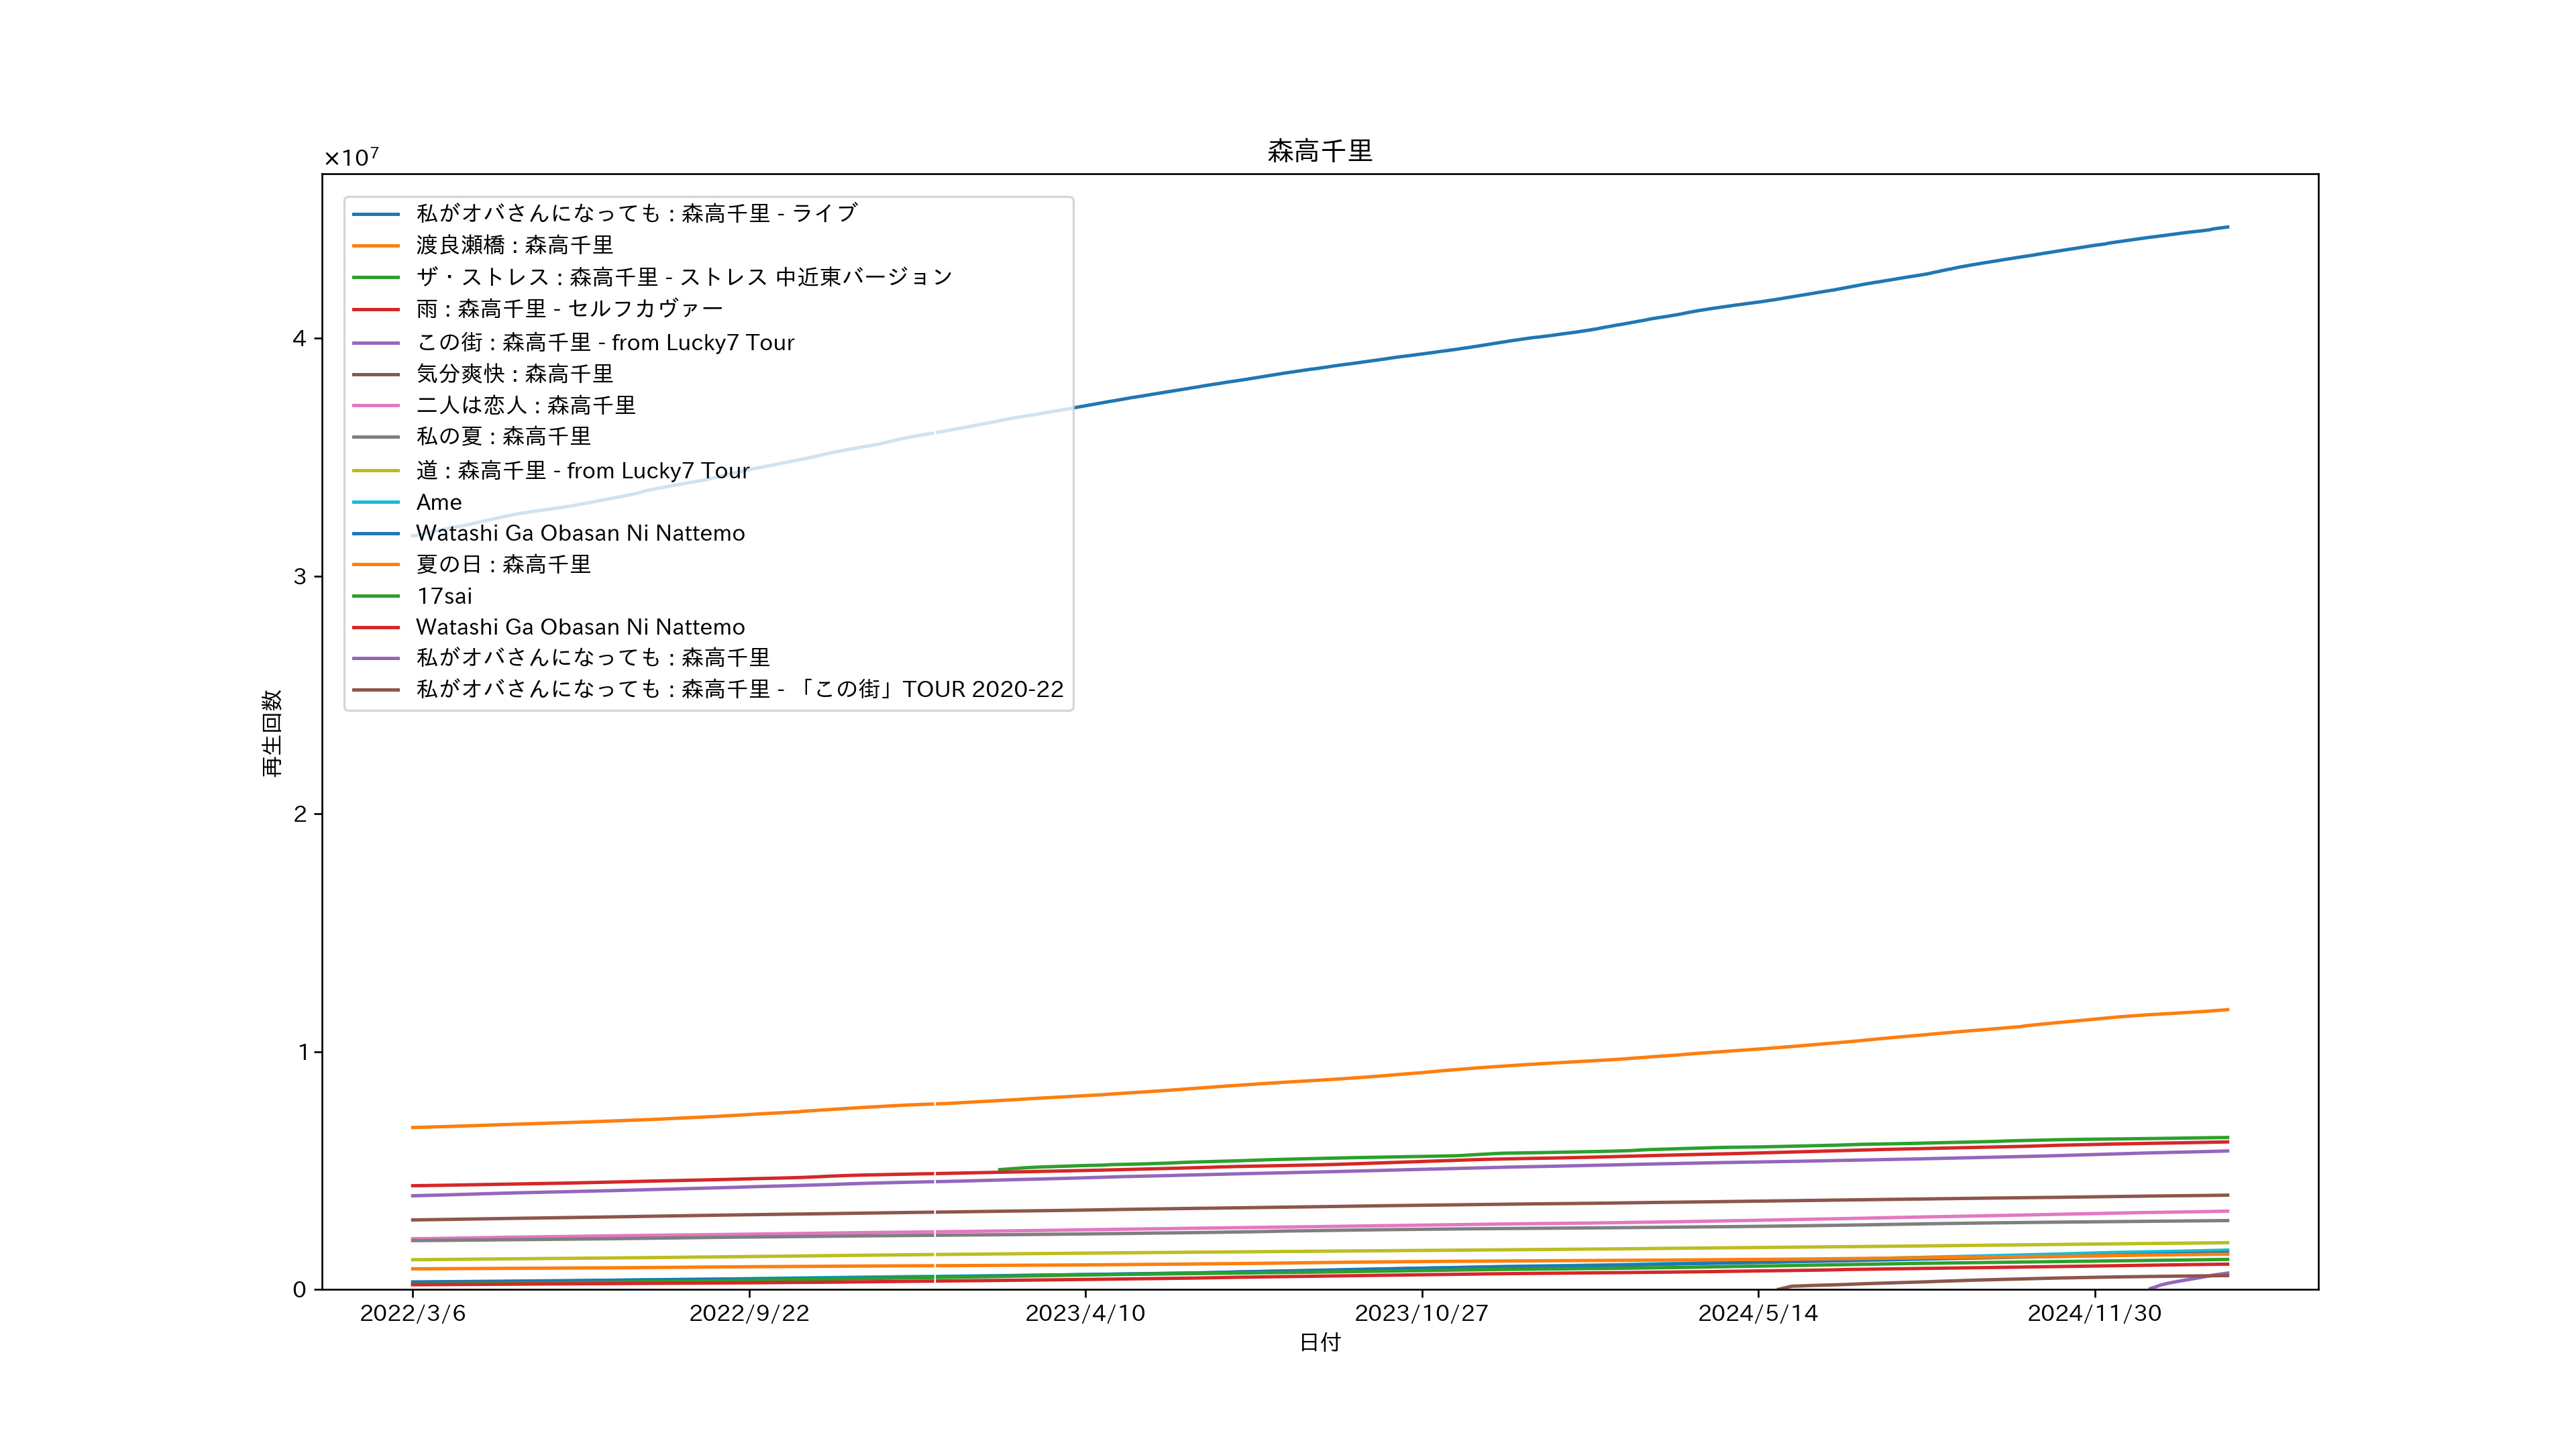 森高千里
×10⁷
私がオバさんになっても : 森高千里 - ライブ
渡良瀬橋 : 森高千里
ザ・ストレス : 森高千里 - ストレス 中近東バージョン
雨 : 森高千里 - セルフカヴァー
この街 : 森高千里 - from Lucky7 Tour
気分爽快 : 森高千里
二人は恋人 : 森高千里
私の夏 : 森高千里
道 : 森高千里 - from Lucky7 Tour
Ame
Watashi Ga Obasan Ni Nattemo
夏の日 : 森高千里
17sai
Watashi Ga Obasan Ni Nattemo
私がオバさんになっても : 森高千里
私がオバさんになっても : 森高千里 - 「この街」TOUR 2020-22
4
3
2
1
0
再生回数
2022/3/6
2022/9/22
2023/4/10
2023/10/27
2024/5/14
2024/11/30
日付